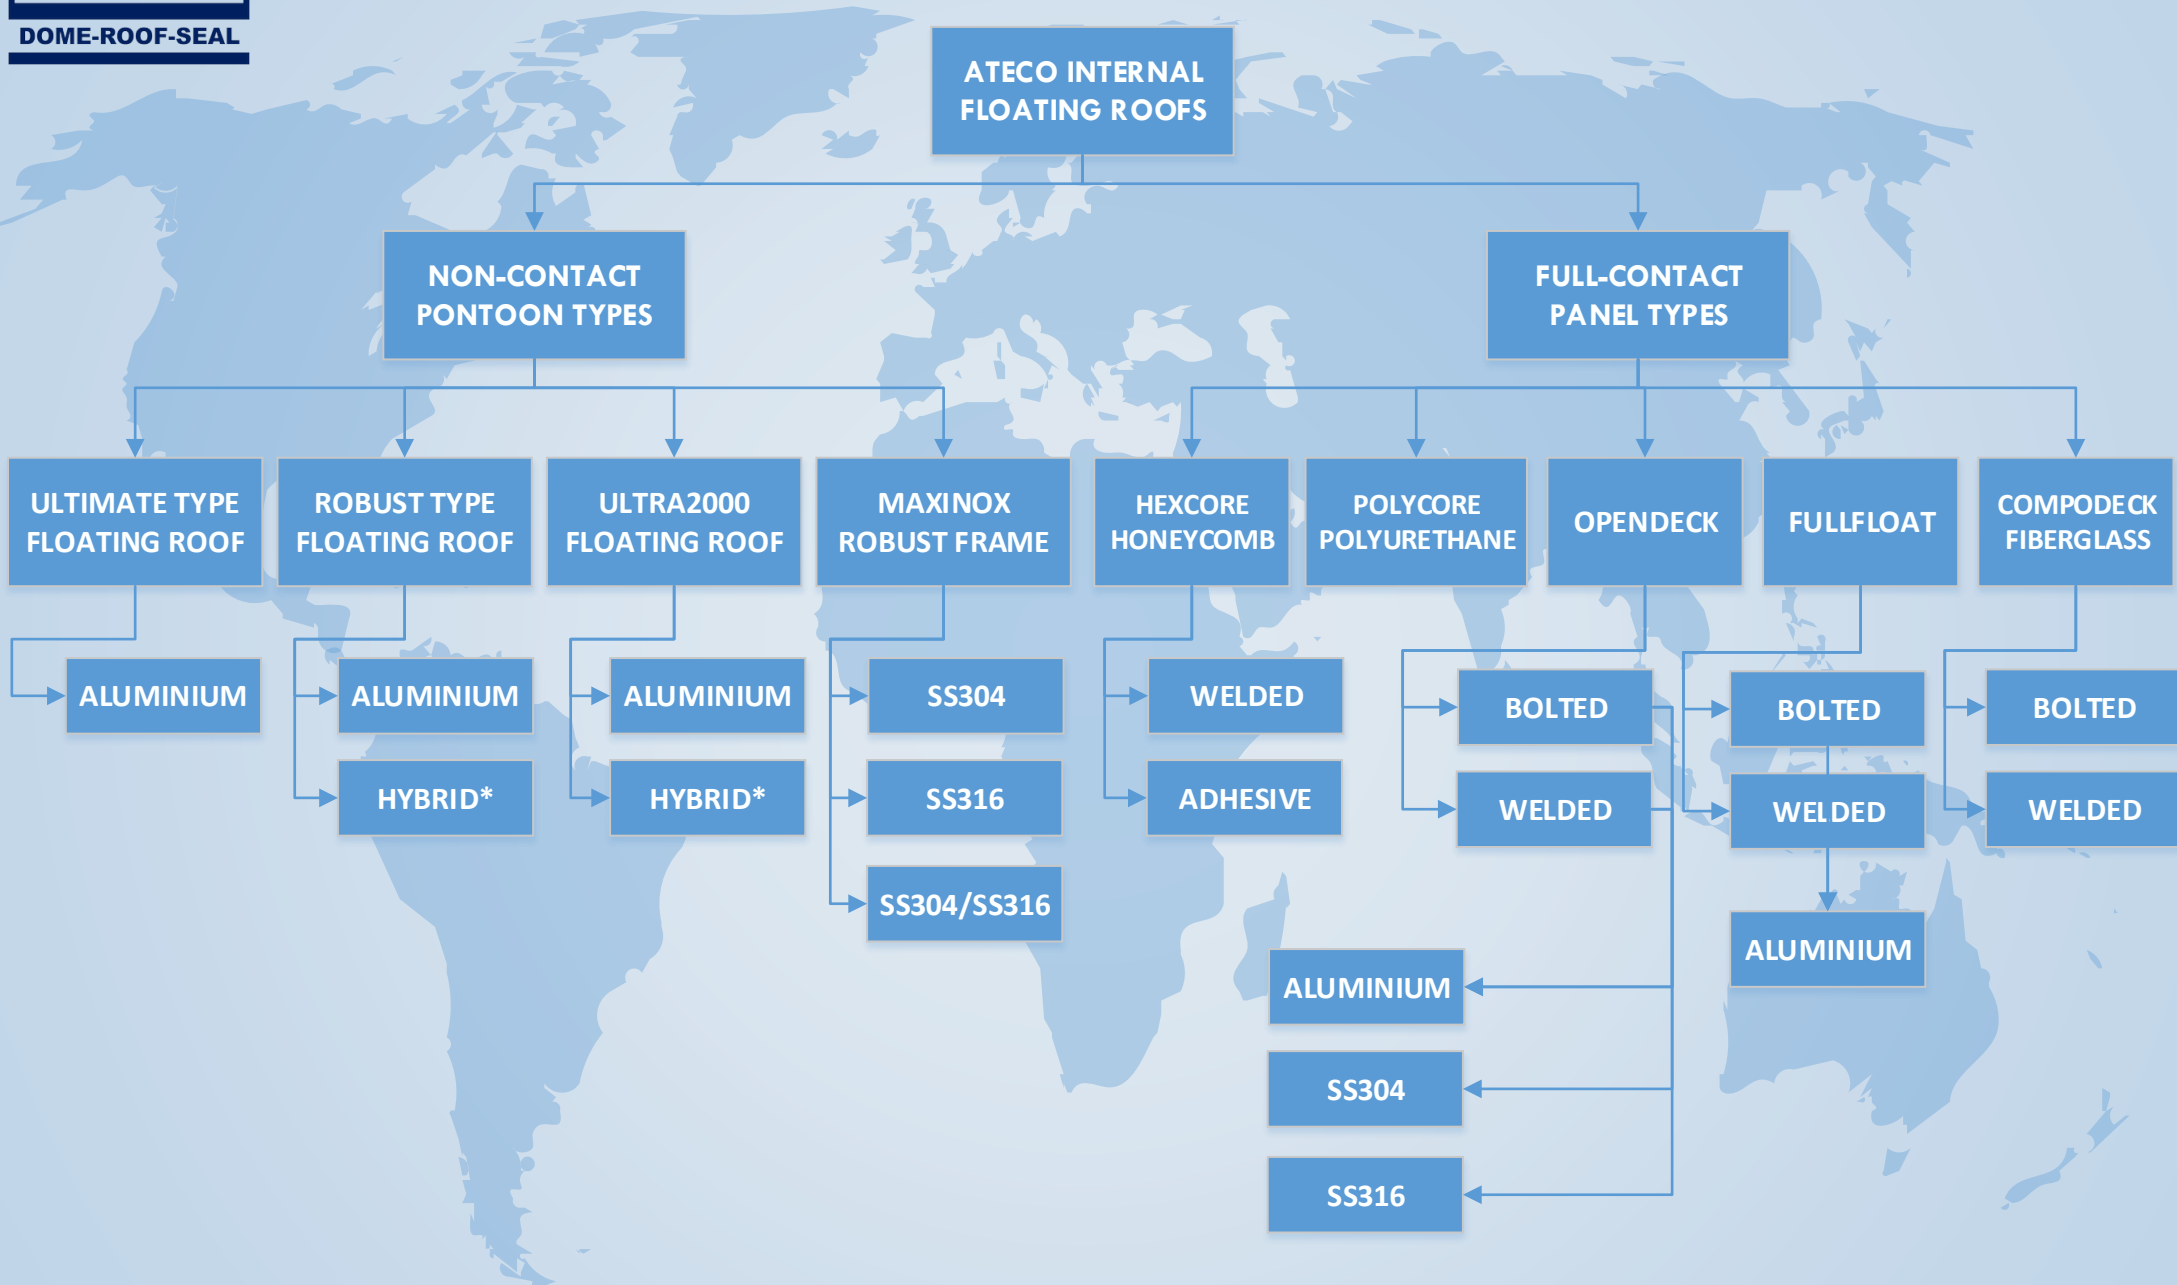 DOME-ROOF-SEAL
ATECO INTERNAL
FLOATING ROOFS
NON-CONTACT
PONTOON TYPES
FULL-CONTACT
PANEL TYPES
ULTIMATE TYPE
FLOATING ROOF
ROBUST TYPE
FLOATING ROOF
ULTRA2000
FLOATING ROOF
MAXINOX
ROBUST FRAME
HEXCORE
HONEYCOMB
POLYCORE
POLYURETHANE
OPENDECK
FULLFLOAT
COMPODECK
FIBERGLASS
ALUMINIUM
ALUMINIUM
ALUMINIUM
SS304
WELDED
BOLTED
BOLTED
BOLTED
HYBRID*
HYBRID*
SS316
ADHESIVE
WELDED
WELDED
WELDED
SS304/SS316
ALUMINIUM
ALUMINIUM
SS304
SS316